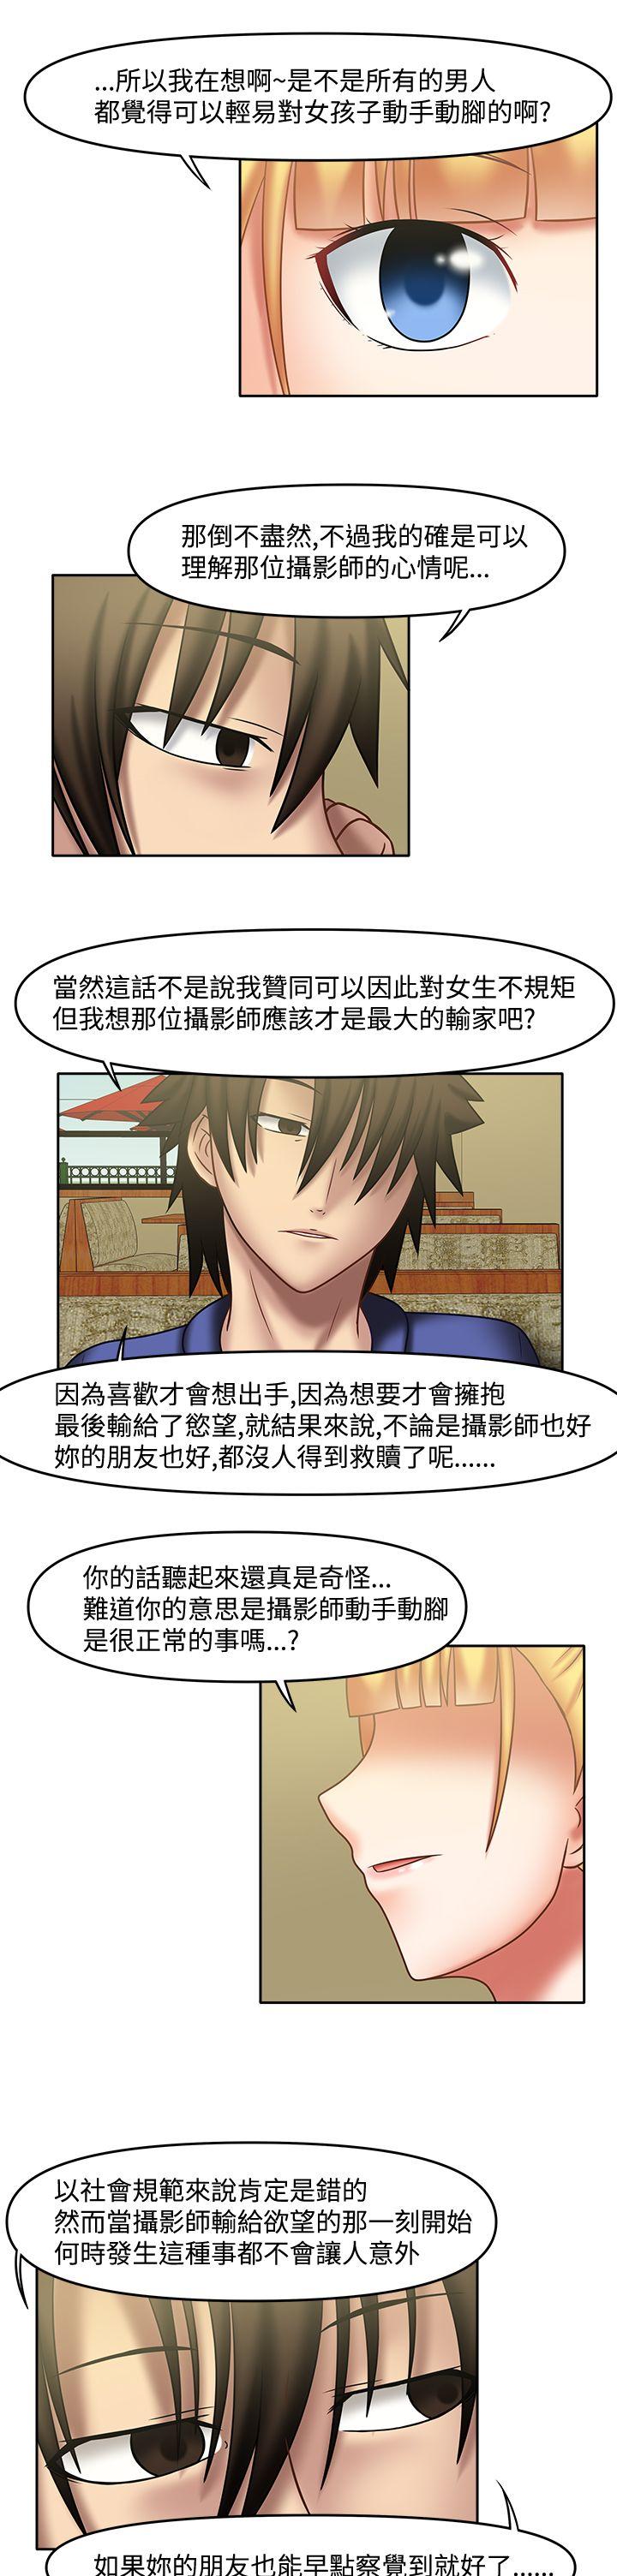 ...所以我在想啊~是不是所有的男人
都覺得可以輕易對女孩子動手動腳的啊?
那倒不盡然,不過我的確是可以
理解那位攝影師的心情呢...
當然這話不是說我贊同可以因此對女生不規矩
但我想那位攝影師應該才是最大的輸家吧?
因為喜歡才會想出手,因為想要才會擁抱
最後輸給了慾望,就結果來說,不論是攝影師也好
妳的朋友也好,都沒人得到救贖了呢......
你的話聽起來還真是奇怪...
難道你的意思是攝影師動手動腳
是很正常的事嗎...?
以社會規範來說肯定是錯的
然而當攝影師輸給欲望的那一刻開始
何時發生這種事都不會讓人意外
如果妳的朋友也能早點察覺到就好了......